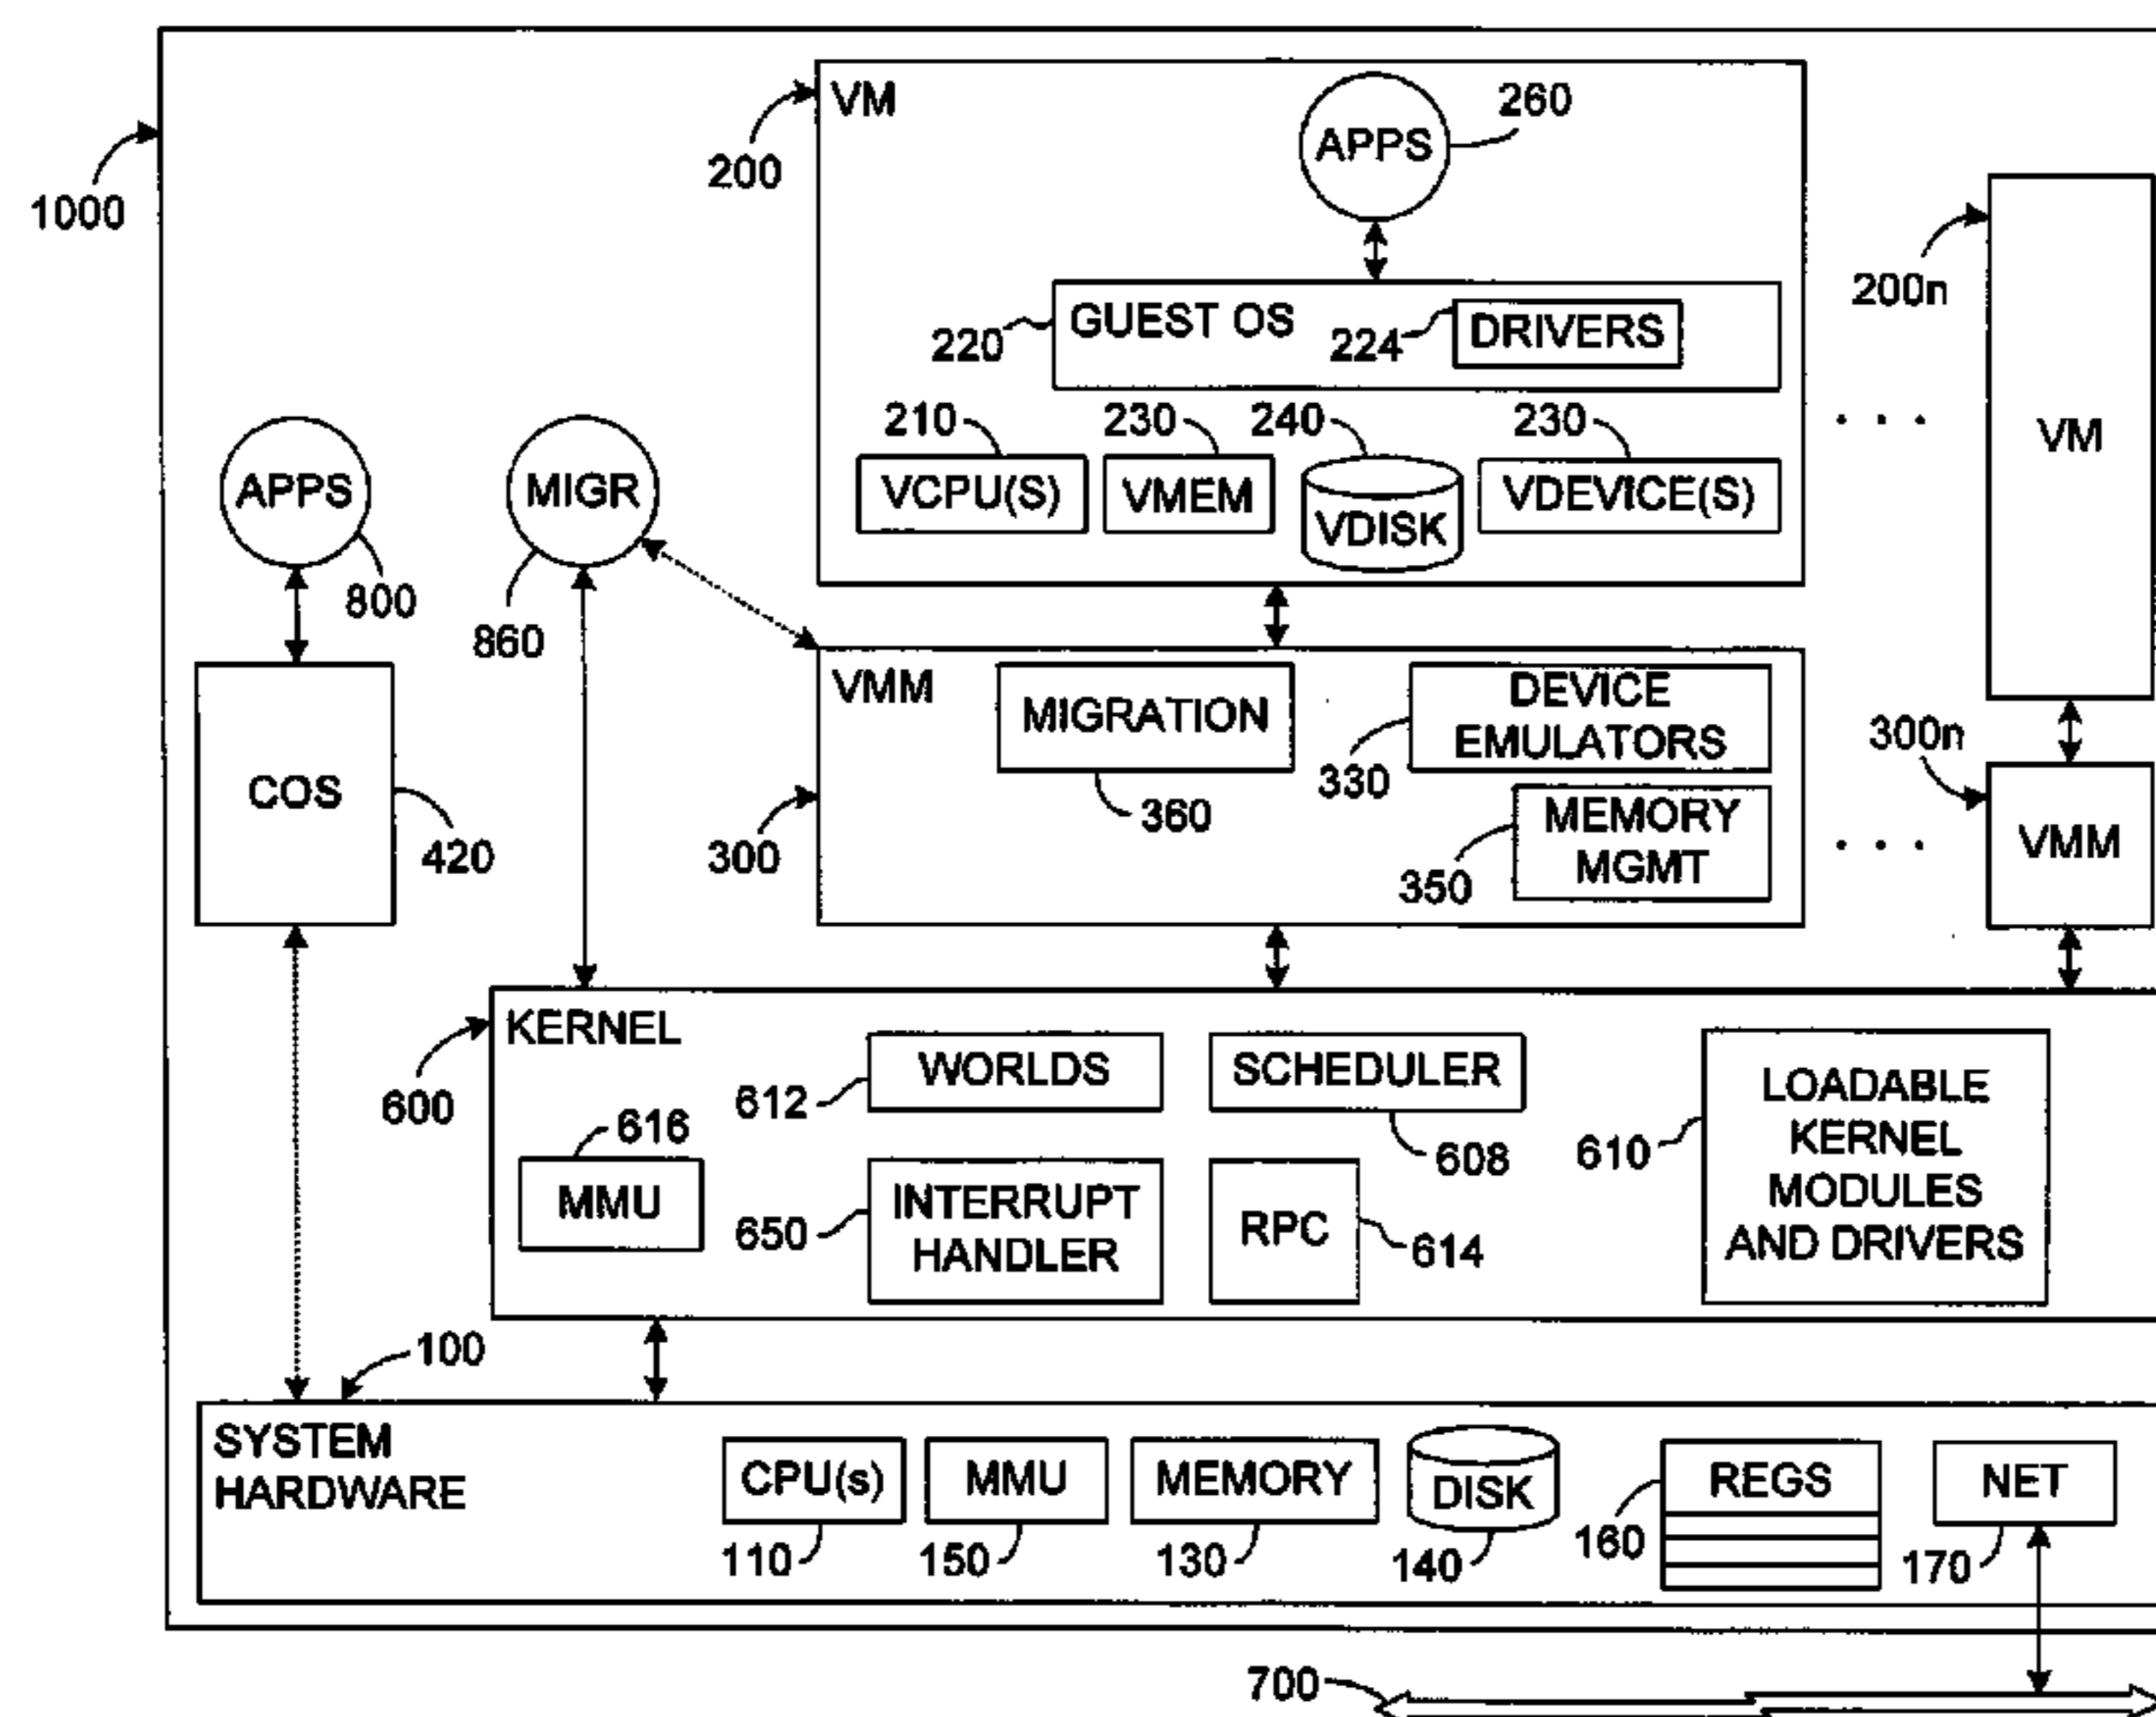 VM
260
APPS
200
1000
200n
GUEST OS
DRIVERS
220
224
210
230
240
230
VM
APPS
MIGR
VCPU(S)
VMEM
VDISK
VDEVICE(S)
800
860
VMM
MIGRATION
DEVICE
EMULATORS
300n
COS
330
360
MEMORY
MGMT
VMM
300
420
350
KERNEL
WORLDS
SCHEDULER
LOADABLE
KERNEL
MODULES
AND DRIVERS
600
612
616
608
610
MMU
INTERRUPT
HANDLER
RPC
650
614
100
SYSTEM
HARDWARE
CPU(s)
MMU
MEMORY
DISK
REGS
NET
110
150
130
140
160
170
700